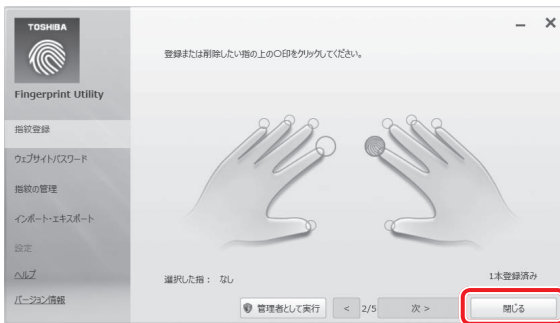 TOSHIBA
Fingerprint Utility
指紋登録
ウェブサイトパスワード
指紋の管理
インポート・エキスポート
設定
ヘルプ
バージョン情報
登録または削除したい指の上の○印をクリックしてください。
選択した指： なし
1本登録済み
管理者として実行
<
2/5
次 >
閉じる